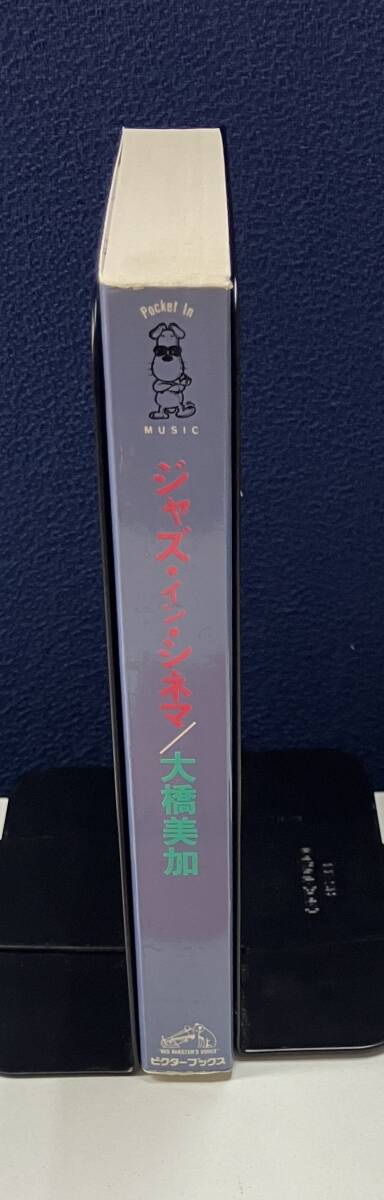 Pocket In
MUSIC
ジャズ・イン・シネマ/大橋美加
"HIS MASTER'S VOICE"
ビクターブックス